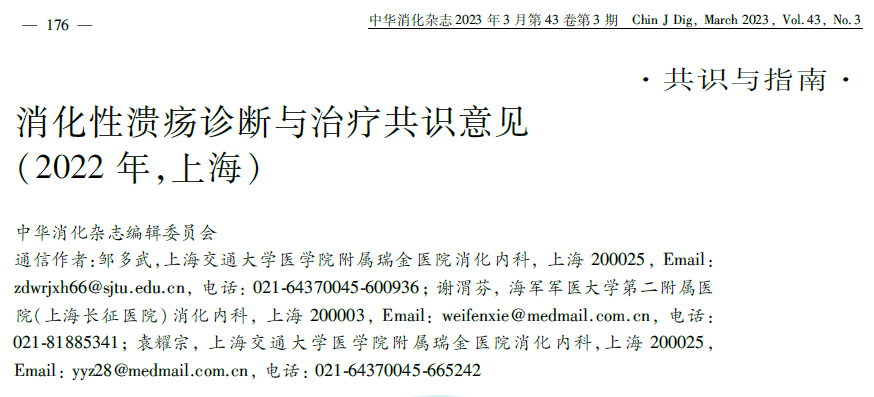 — 176 —
中华消化杂志 2023 年 3 月第 43 卷第 3 期 Chin J Dig, March 2023, Vol. 43, No. 3
·共识与指南·
消化性溃疡诊断与治疗共识意见
(2022 年,上海)
中华消化杂志编辑委员会
通信作者:邹多武,上海交通大学医学院附属瑞金医院消化内科, 上海 200025, Email:
zdwrjxh66@sjtu.edu.cn, 电话: 021-64370045-600936; 谢渭芬, 海军军医大学第二附属医
院(上海长征医院)消化内科, 上海 200003, Email: weifenxie@medmail.com.cn, 电话:
021-81885341; 袁耀宗, 上海交通大学医学院附属瑞金医院消化内科,上海 200025,
Email: yyz28@medmail.com.cn, 电话: 021-64370045-665242